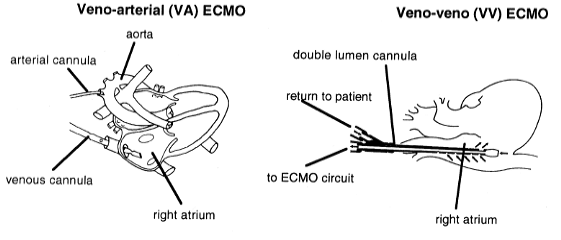 Veno-arterial (VA) ECMO
aorta
arterial cannula
venous cannula
right atrium
Veno-veno (VV) ECMO
double lumen cannula
return to patient
to ECMO circuit
right atrium